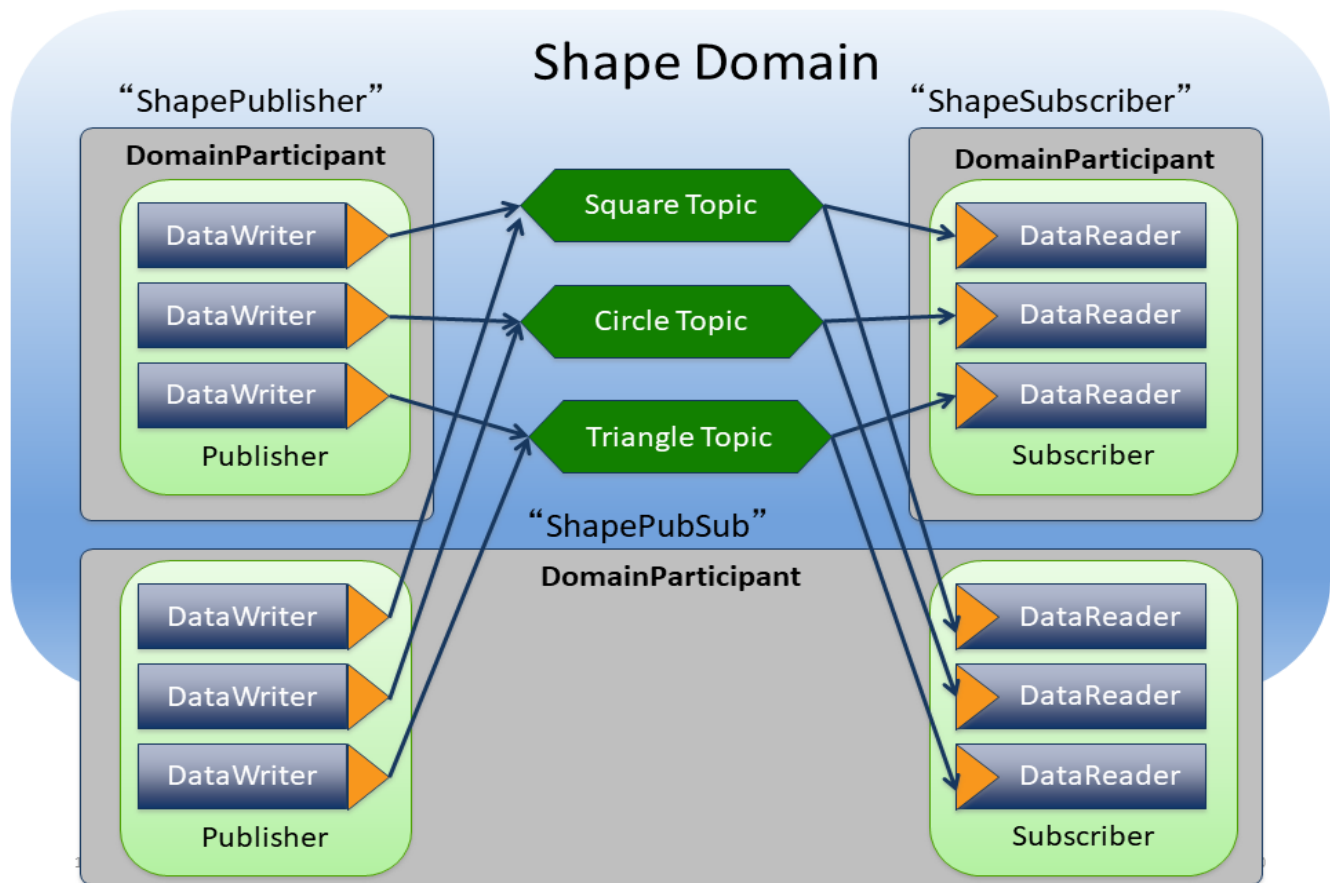 Shape Domain
“ShapePublisher”
“ShapeSubscriber”
DomainParticipant
DomainParticipant
DataWriter
DataWriter
DataWriter
Publisher
Square Topic
Circle Topic
Triangle Topic
DataReader
DataReader
DataReader
Subscriber
“ShapePubSub”
DomainParticipant
DataWriter
DataWriter
DataWriter
Publisher
DataReader
DataReader
DataReader
Subscriber